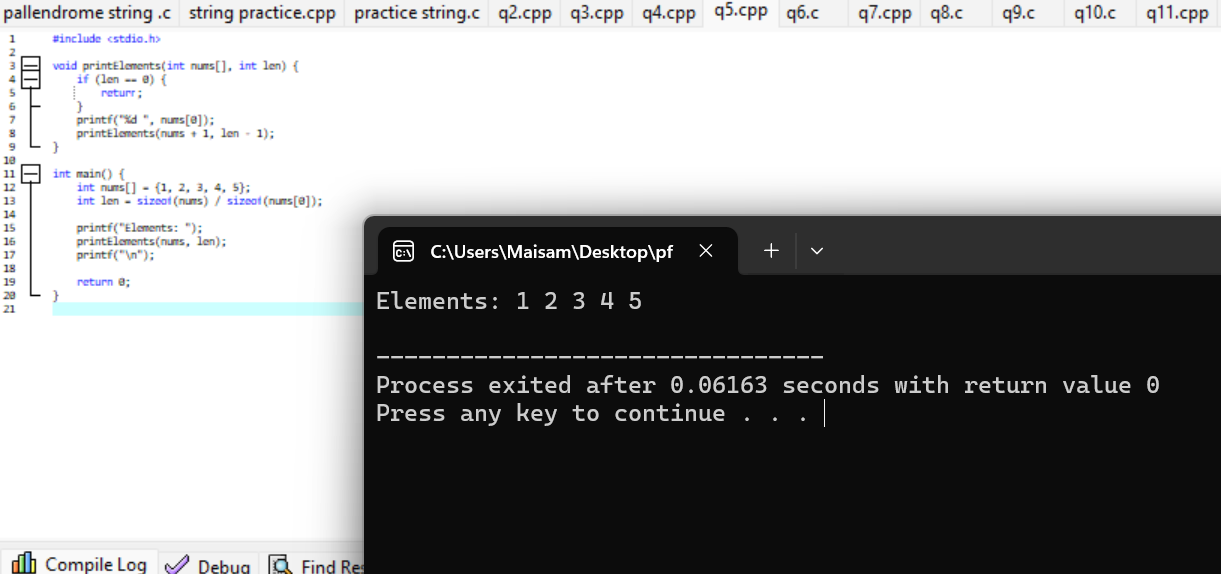 pallendrome string .c string practice.cpp practice string.c q2.cpp q3.cpp q4.cpp q5.cpp q6.c q7.cpp q8.c q9.c q10.c q11.cpp
1 #include <stdio.h>
2
3 void printElements(int nums[], int len) {
4 if (len == 0) {
5 return;
6 }
7 printf("%d ", nums[0]);
8 printElements(nums + 1, len - 1);
9 }
10
11 int main() {
12 int nums[] = {1, 2, 3, 4, 5};
13 int len = sizeof(nums) / sizeof(nums[0]);
14
15 printf("Elements: ");
16 printElements(nums, len);
17 printf("\n");
18
19 return 0;
20 }
21
C:\Users\Maisam\Desktop\pf
Elements: 1 2 3 4 5
--------------------------------
Process exited after 0.06163 seconds with return value 0
Press any key to continue . . .
Compile Log Debug Find Res